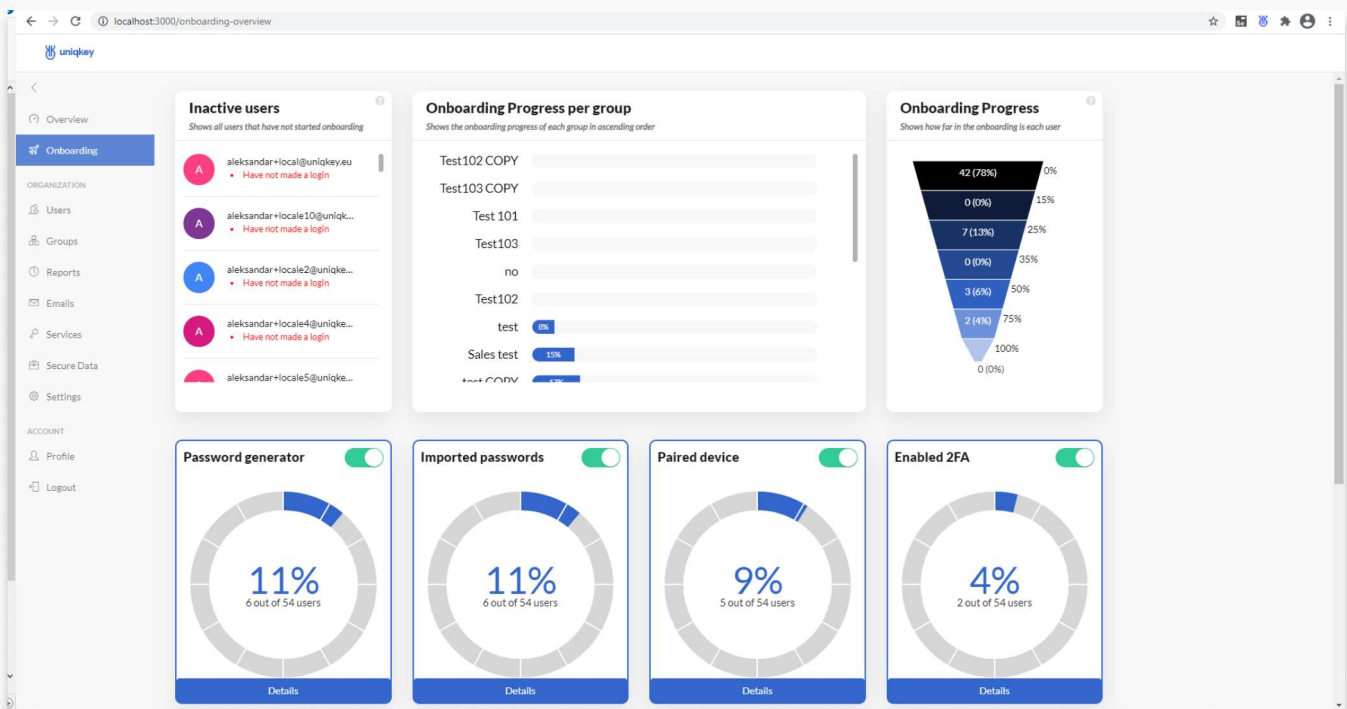 localhost:3000/onboarding-overview
uniqkey
Overview
Onboarding
ORGANIZATION
Users
Groups
Reports
Emails
Services
Secure Data
Settings
ACCOUNT
Profile
Logout
Inactive users
Shows all users that have not started onboarding
A
aleksandar+local@uniqkey.eu
Have not made a login
A
aleksandar+locale10@uniqk...
Have not made a login
A
aleksandar+locale2@uniqke...
Have not made a login
A
aleksandar+locale4@uniqke...
Have not made a login
aleksandar+locale5@uniqke...
Onboarding Progress per group
Shows the onboarding progress of each group in ascending order
Test102 COPY
Test103 COPY
Test 101
Test103
no
Test102
test 8%
Sales test 15%
test COPY 17%
Onboarding Progress
Shows how far in the onboarding is each user
42 (78%) 0%
0 (0%) 15%
7 (13%) 25%
0 (0%) 35%
3 (6%) 50%
2 (4%) 75%
100%
0 (0%)
Password generator
11%
6 out of 54 users
Details
Imported passwords
11%
6 out of 54 users
Details
Paired device
9%
5 out of 54 users
Details
Enabled 2FA
4%
2 out of 54 users
Details